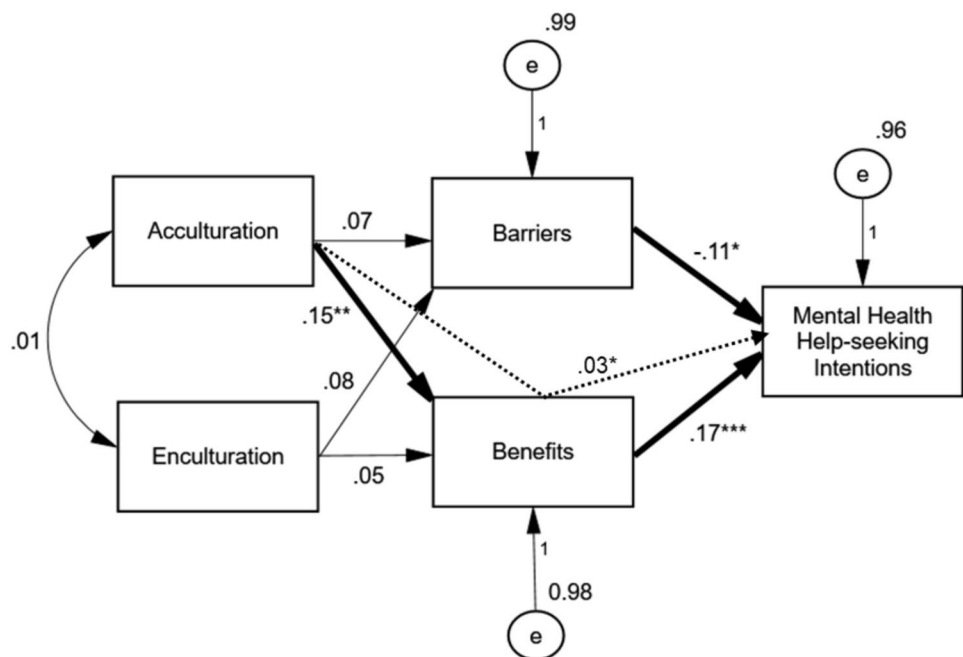 .99
e
1
.96
e
1
Acculturation
.07
Barriers
-.11*
.15**
Mental Health
Help-seeking
Intentions
.01
.03*
.08
Enculturation
.05
Benefits
.17***
1
0.98
e